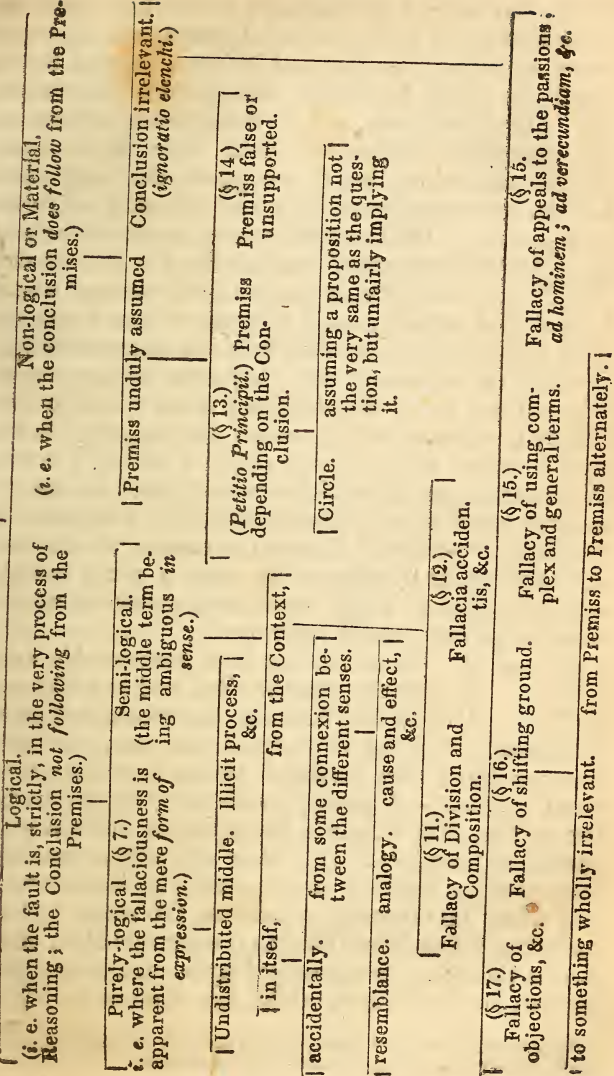 Logical.
(i. e. when the fault is, strictly, in the very process of
Reasoning ; the Conclusion not following from the
Premises.)
Non-logical or Material.
(i. e. when the conclusion does follow from the Pre-
mises.)
Purely-logical (§ 7.)
i. e. where the fallaciousness is
apparent from the mere form of
expression.)
Semi-logical.
(the middle term be-
ing ambiguous in
sense.)
Premiss unduly assumed
Conclusion irrelevant.
(ignoratio elenchi.)
Undistributed middle. Illicit process,
&c.
in itself,
from the Context,
(§ 13.)
(Petitio Principii.) Premiss
depending on the Con-
clusion.
(§ 14)
Premiss false or
unsupported.
accidentally.
from some connexion be-
tween the different senses.
Circle.
assuming a proposition not
the very same as the ques-
tion, but unfairly implying
it.
resemblance. analogy. cause and effect,
&c.
(§ 11.)
Fallacy of Division and
Composition.
(§ 12.)
Fallacia acciden-
tis, &c.
(§ 17.)
Fallacy of
objections, &c.
(§ 16.)
Fallacy of shifting ground.
(§ 15.)
Fallacy of using com-
plex and general terms.
(§ 15.
Fallacy of appeals to the passions ;
ad hominem ; ad verecundiam, &c.
to something wholly irrelevant.
from Premiss to Premiss alternately.